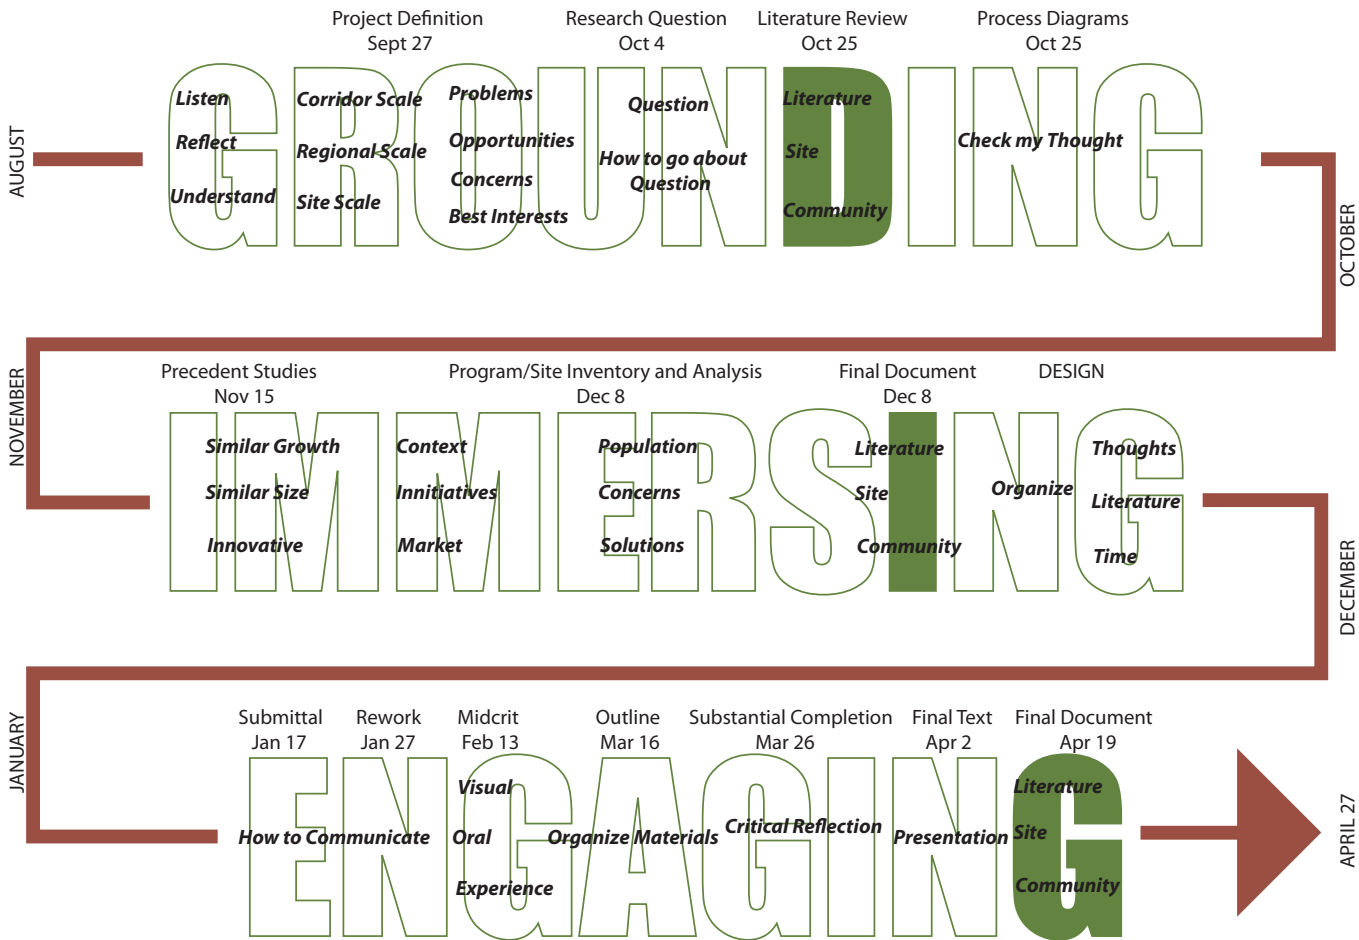 Project Definition
Sept 27
Research Question
Oct 4
Literature Review
Oct 25
Process Diagrams
Oct 25
AUGUST
GROUNDING
Listen
Reflect
Understand
Corridor Scale
Regional Scale
Site Scale
Problems
Opportunities
Concerns
Best Interests
Question
How to go about
Question
Literature
Site
Community
Check my Thought
OCTOBER
NOVEMBER
Precedent Studies
Nov 15
Program/Site Inventory and Analysis
Dec 8
Final Document
Dec 8
DESIGN
IMMERSING
Similar Growth
Similar Size
Innovative
Context
Innitiatives
Market
Population
Concerns
Solutions
Literature
Site
Community
Organize
Thoughts
Literature
Time
DECEMBER
JANUARY
Submittal
Jan 17
Rework
Jan 27
Midcrit
Feb 13
Outline
Mar 16
Substantial Completion
Mar 26
Final Text
Apr 2
Final Document
Apr 19
ENGAGING
How to Communicate
Visual
Oral
Experience
Organize Materials
Critical Reflection
Presentation
Literature
Site
Community
APRIL 27